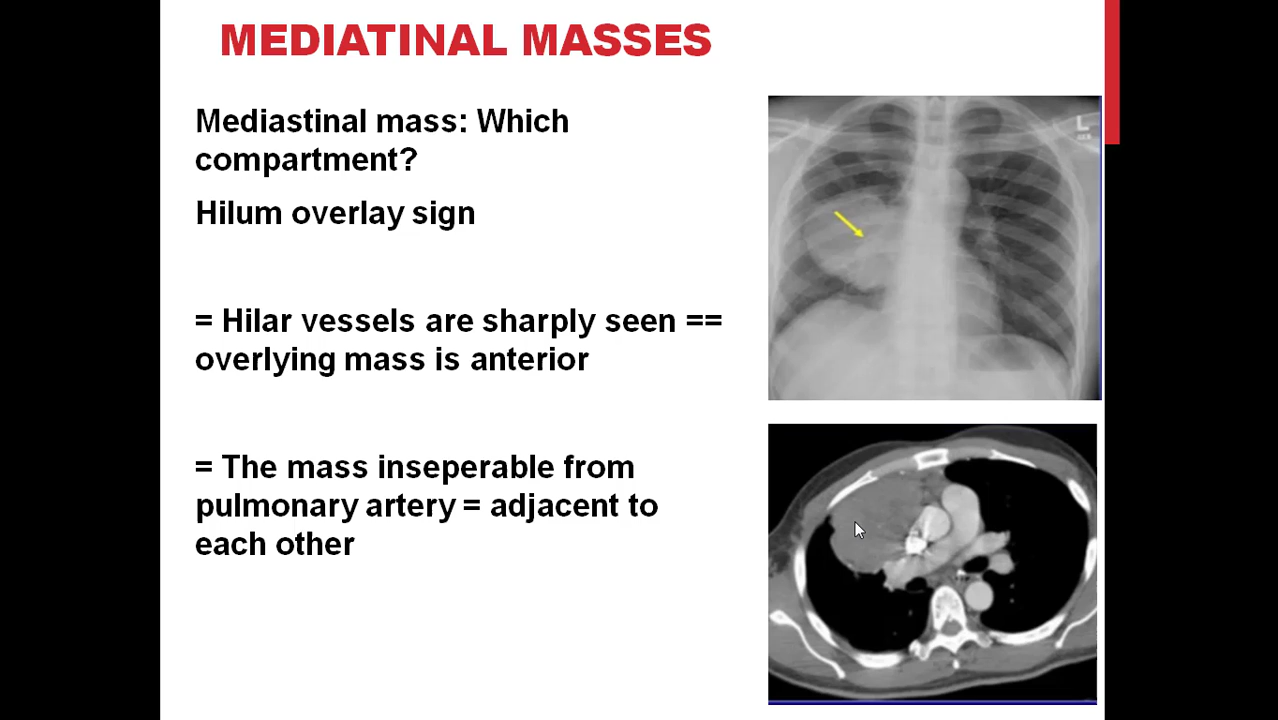 MEDIATINAL MASSES
Mediastinal mass: Which
compartment?
Hilum overlay sign
= Hilar vessels are sharply seen ==
overlying mass is anterior
= The mass inseperable from
pulmonary artery = adjacent to
each other
L